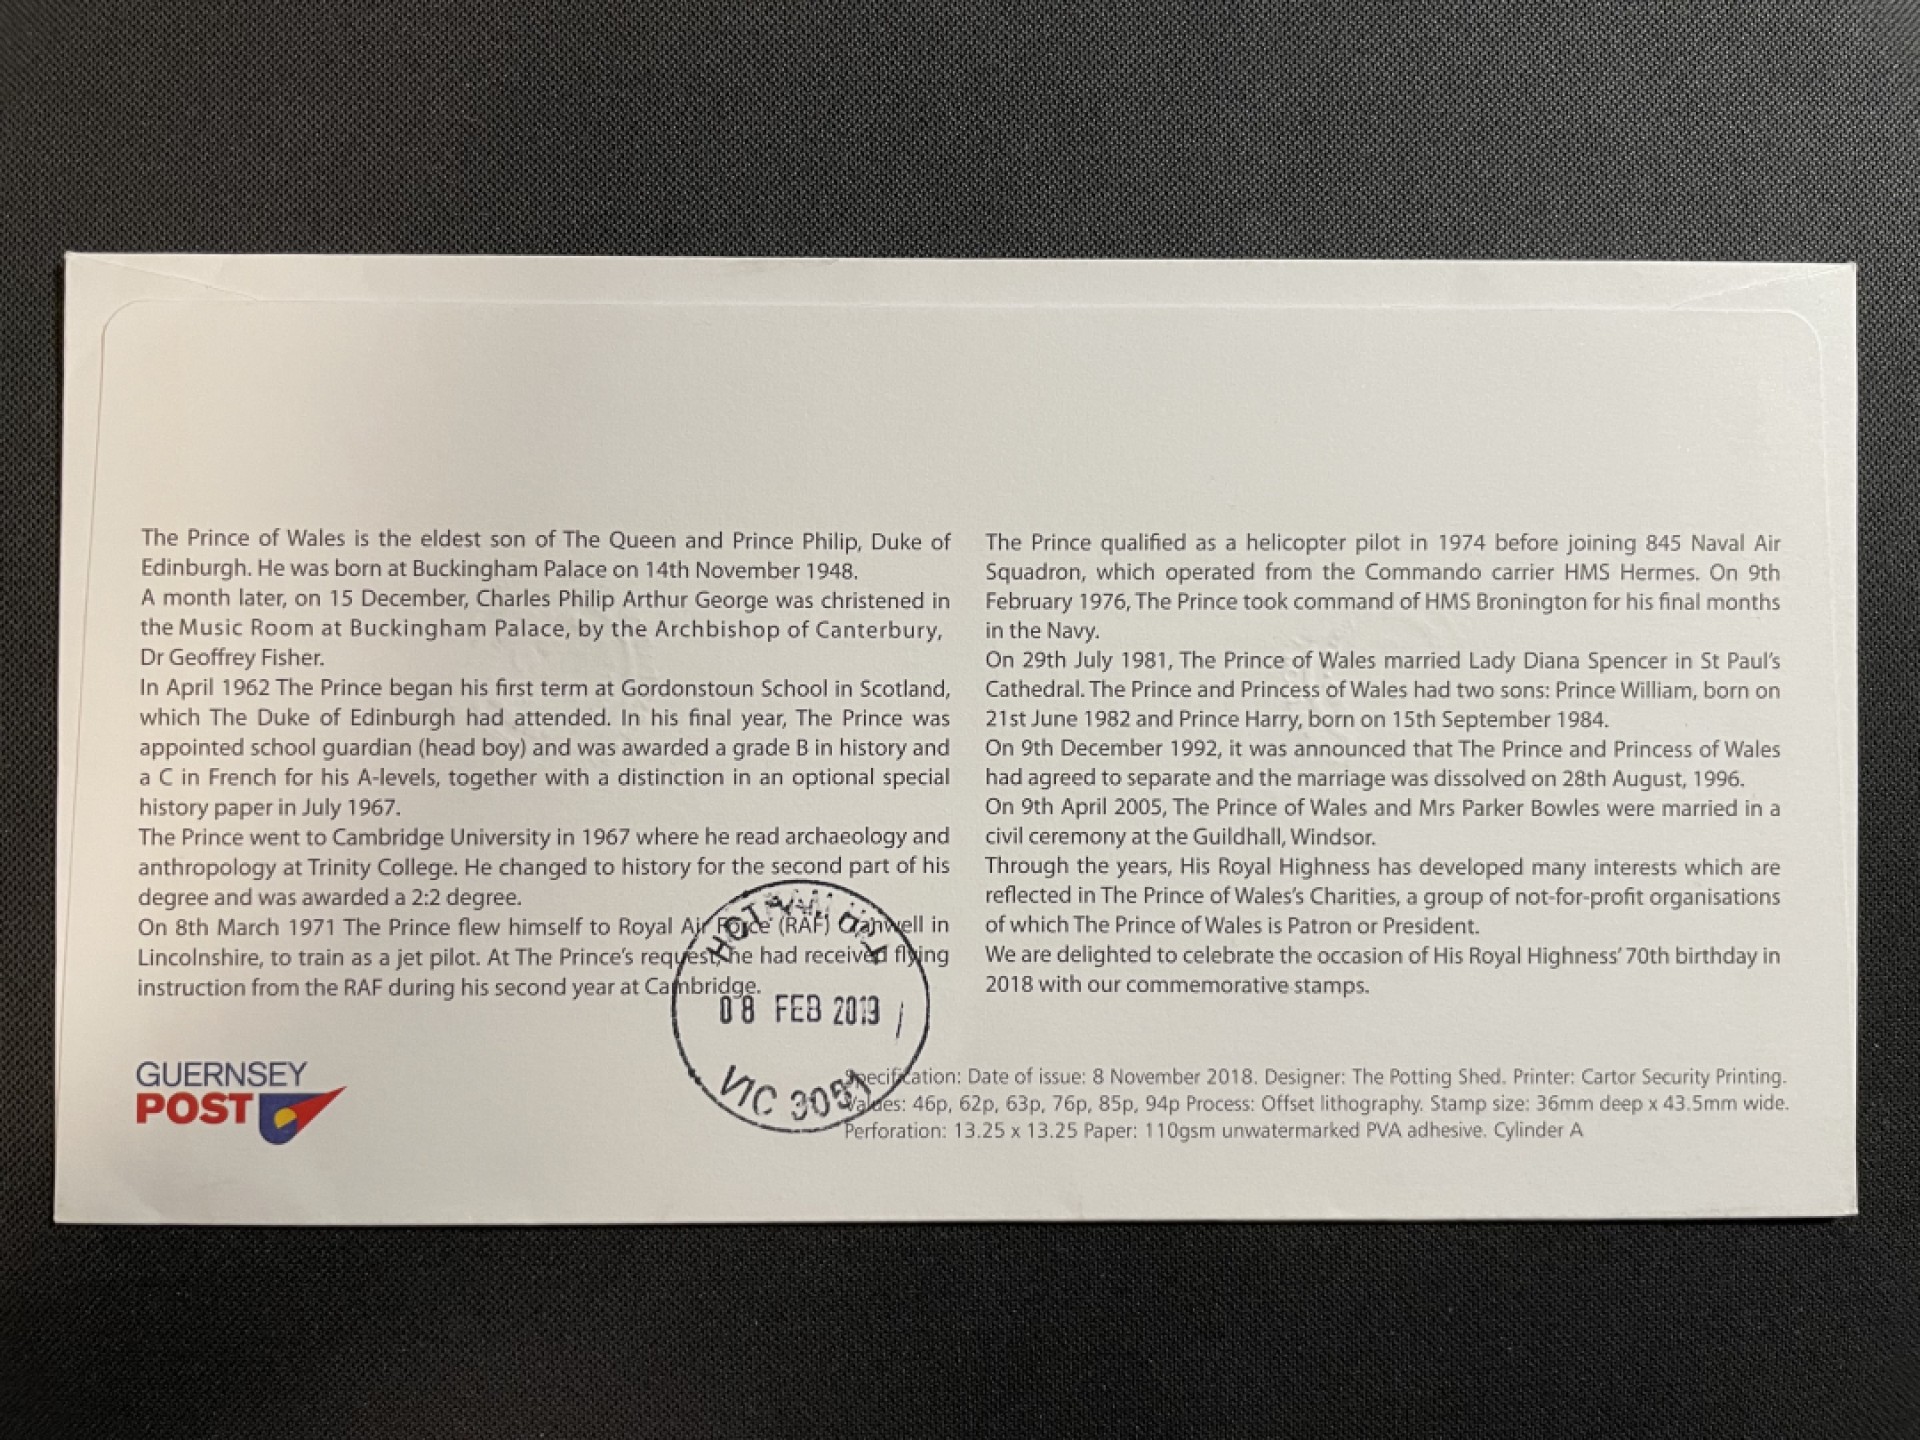 The Prince of Wales is the eldest son of The Queen and Prince Philip, Duke of
Edinburgh. He was born at Buckingham Palace on 14th November 1948.
A month later, on 15 December, Charles Philip Arthur George was christened in
the Music Room at Buckingham Palace, by the Archbishop of Canterbury,
Dr Geoffrey Fisher.
In April 1962 The Prince began his first term at Gordonstoun School in Scotland,
which The Duke of Edinburgh had attended. In his final year, The Prince was
appointed school guardian (head boy) and was awarded a grade B in history and
a C in French for his A-levels, together with a distinction in an optional special
history paper in July 1967.
The Prince went to Cambridge University in 1967 where he read archaeology and
anthropology at Trinity College. He changed to history for the second part of his
degree and was awarded a 2:2 degree.
On 8th March 1971 The Prince flew himself to Royal Air Force (RAF) Cranwell in
Lincolnshire, to train as a jet pilot. At The Prince's request, he had received flying
instruction from the RAF during his second year at Cambridge.
The Prince qualified as a helicopter pilot in 1974 before joining 845 Naval Air
Squadron, which operated from the Commando carrier HMS Hermes. On 9th
February 1976, The Prince took command of HMS Bronington for his final months
in the Navy.
On 29th July 1981, The Prince of Wales married Lady Diana Spencer in St Paul's
Cathedral. The Prince and Princess of Wales had two sons: Prince William, born on
21st June 1982 and Prince Harry, born on 15th September 1984.
On 9th December 1992, it was announced that The Prince and Princess of Wales
had agreed to separate and the marriage was dissolved on 28th August, 1996.
On 9th April 2005, The Prince of Wales and Mrs Parker Bowles were married in a
civil ceremony at the Guildhall, Windsor.
Through the years, His Royal Highness has developed many interests which are
reflected in The Prince of Wales's Charities, a group of not-for-profit organisations
of which The Prince of Wales is Patron or President.
We are delighted to celebrate the occasion of His Royal Highness' 70th birthday in
2018 with our commemorative stamps.
08 FEB 2019
VIC 3051
GUERNSEY
POST
Specification: Date of issue: 8 November 2018. Designer: The Potting Shed. Printer: Cartor Security Printing.
Values: 46p, 62p, 63p, 76p, 85p, 94p Process: Offset lithography. Stamp size: 36mm deep x 43.5mm wide.
Perforation: 13.25 x 13.25 Paper: 110gsm unwatermarked PVA adhesive. Cylinder A